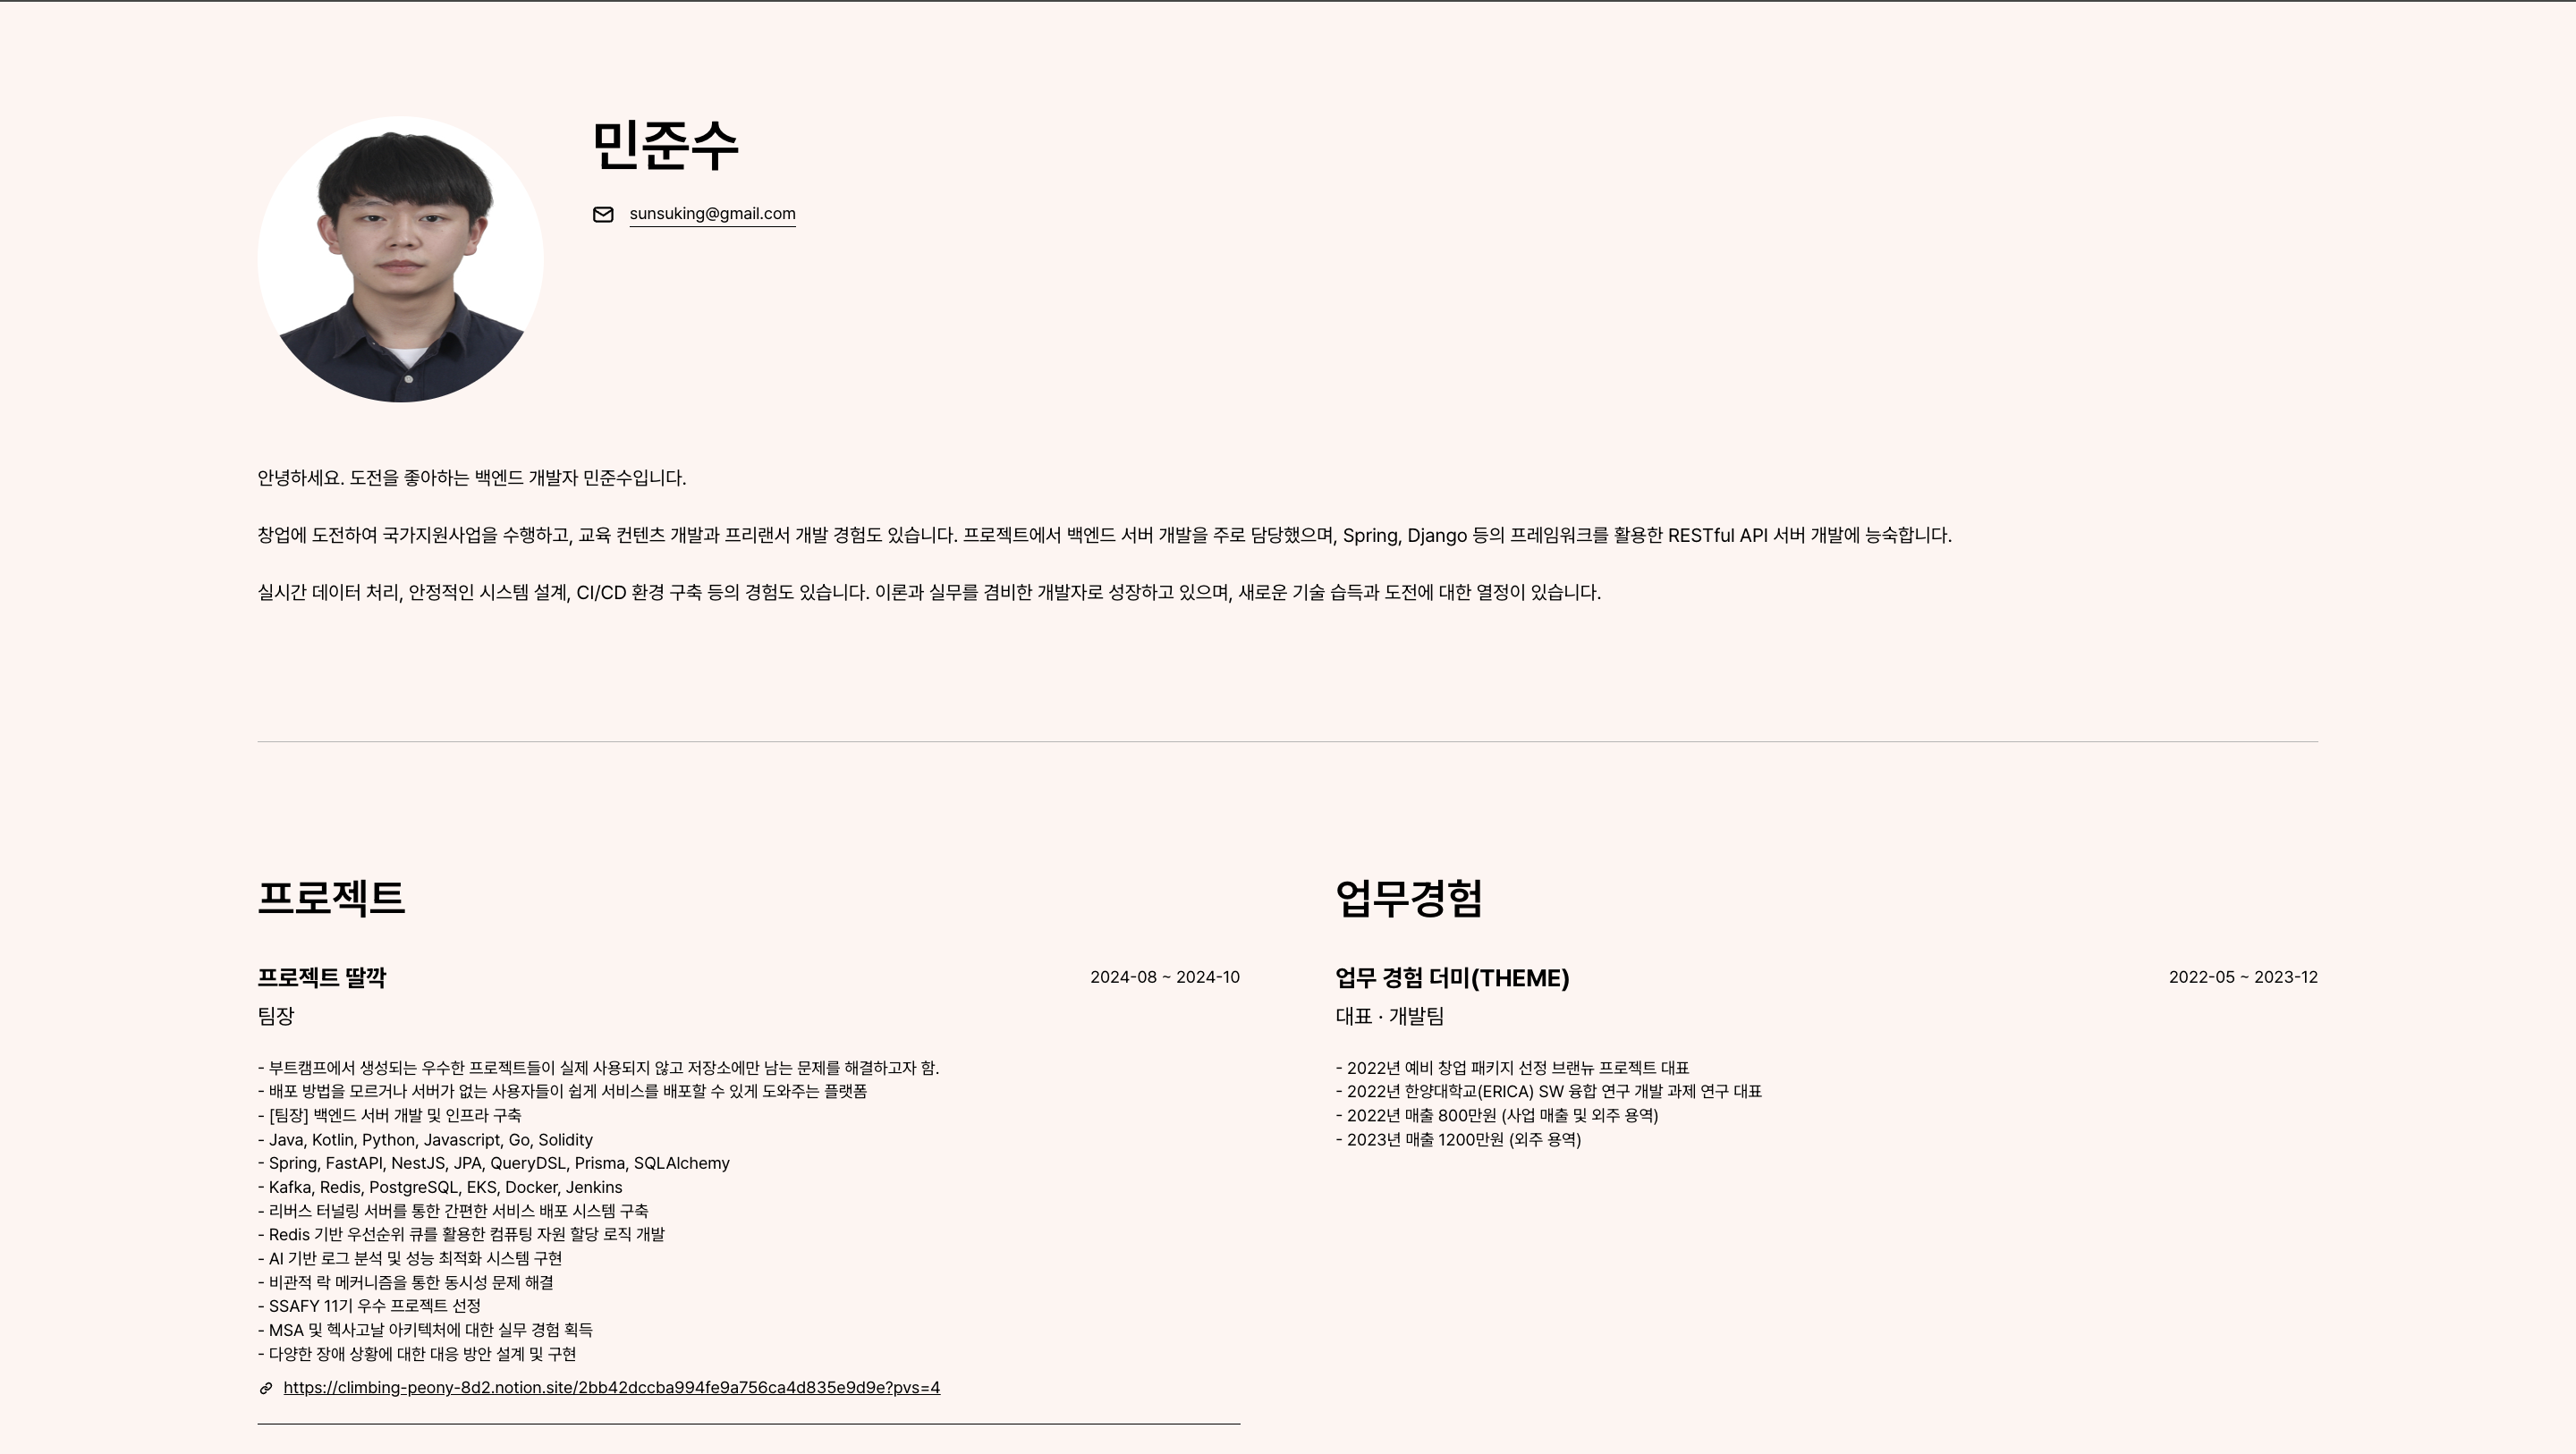 민준수
sunsuking@gmail.com
안녕하세요. 도전을 좋아하는 백엔드 개발자 민준수입니다.
창업에 도전하여 국가지원사업을 수행하고, 교육 컨텐츠 개발과 프리랜서 개발 경험도 있습니다. 프로젝트에서 백엔드 서버 개발을 주로 담당했으며, Spring, Django 등의 프레임워크를 활용한 RESTful API 서버 개발에 능숙합니다.
실시간 데이터 처리, 안정적인 시스템 설계, CI/CD 환경 구축 등의 경험도 있습니다. 이론과 실무를 겸비한 개발자로 성장하고 있으며, 새로운 기술 습득과 도전에 대한 열정이 있습니다.
프로젝트
프로젝트 딸깍
2024-08 ~ 2024-10
팀장
- 부트캠프에서 생성되는 우수한 프로젝트들이 실제 사용되지 않고 저장소에만 남는 문제를 해결하고자 함.
- 배포 방법을 모르거나 서버가 없는 사용자들이 쉽게 서비스를 배포할 수 있게 도와주는 플랫폼
- [팀장] 백엔드 서버 개발 및 인프라 구축
- Java, Kotlin, Python, Javascript, Go, Solidity
- Spring, FastAPI, NestJS, JPA, QueryDSL, Prisma, SQLAlchemy
- Kafka, Redis, PostgreSQL, EKS, Docker, Jenkins
- 리버스 터널링 서버를 통한 간편한 서비스 배포 시스템 구축
- Redis 기반 우선순위 큐를 활용한 컴퓨팅 자원 할당 로직 개발
- AI 기반 로그 분석 및 성능 최적화 시스템 구현
- 비관적 락 메커니즘을 통한 동시성 문제 해결
- SSAFY 11기 우수 프로젝트 선정
- MSA 및 헥사고날 아키텍처에 대한 실무 경험 획득
- 다양한 장애 상황에 대한 대응 방안 설계 및 구현
https://climbing-peony-8d2.notion.site/2bb42dccba994fe9a756ca4d835e9d9e?pvs=4
업무경험
업무 경험 더미(THEME)
2022-05 ~ 2023-12
대표 · 개발팀
- 2022년 예비 창업 패키지 선정 브랜뉴 프로젝트 대표
- 2022년 한양대학교(ERICA) SW 융합 연구 개발 과제 연구 대표
- 2022년 매출 800만원 (사업 매출 및 외주 용역)
- 2023년 매출 1200만원 (외주 용역)